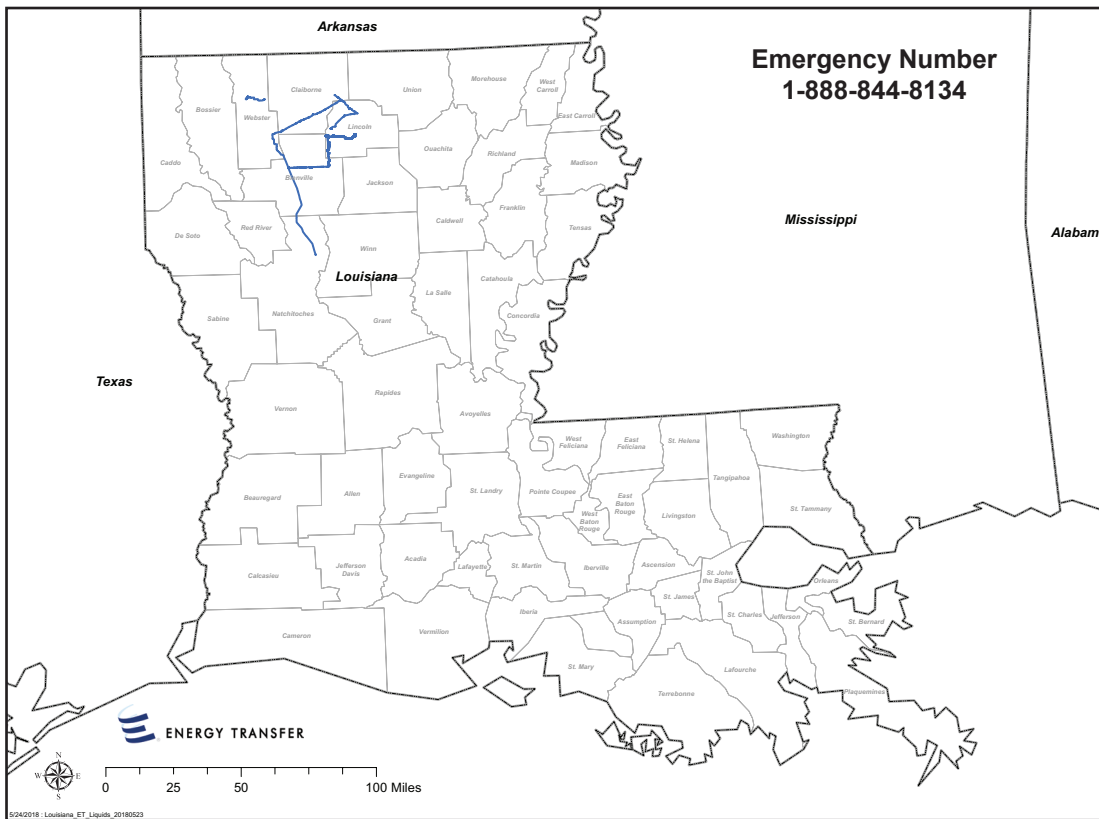 Arkansas
Emergency Number
1-888-844-8134
Morehouse
West
Carroll
Claiborne
Union
Bossier
Webster
East Carroll
Lincoln
Ouachita
Richland
Madison
Caddo
Bienville
Jackson
Franklin
Caldwell
Tensas
Mississippi
Red River
De Soto
Alabam
Winn
Louisiana
Catahoula
La Salle
Natchitoches
Concordia
Sabine
Grant
Texas
Rapides
Vernon
Avoyelles
West
Feliciana
East
Feliciana
St. Helena
Washington
Evangeline
Tangipahoa
Beauregard
Allen
St. Landry
Pointe Coupee
East
Baton
Rouge
St. Tammany
West
Baton
Rouge
Livingston
Acadia
Jefferson
Davis
Lafayette
St. Martin
Iberville
Ascension
St. John
the Baptist
Calcasieu
Orleans
St. James
Iberia
St. Charles
Jefferson
Assumption
St. Bernard
Cameron
Vermilion
St. Mary
Lafourche
Terrebonne
Plaquemines
ENERGY TRANSFER
N
W
E
S
0 25 50 100 Miles
5/24/2018 : Louisiana_ET_Liquids_20180523